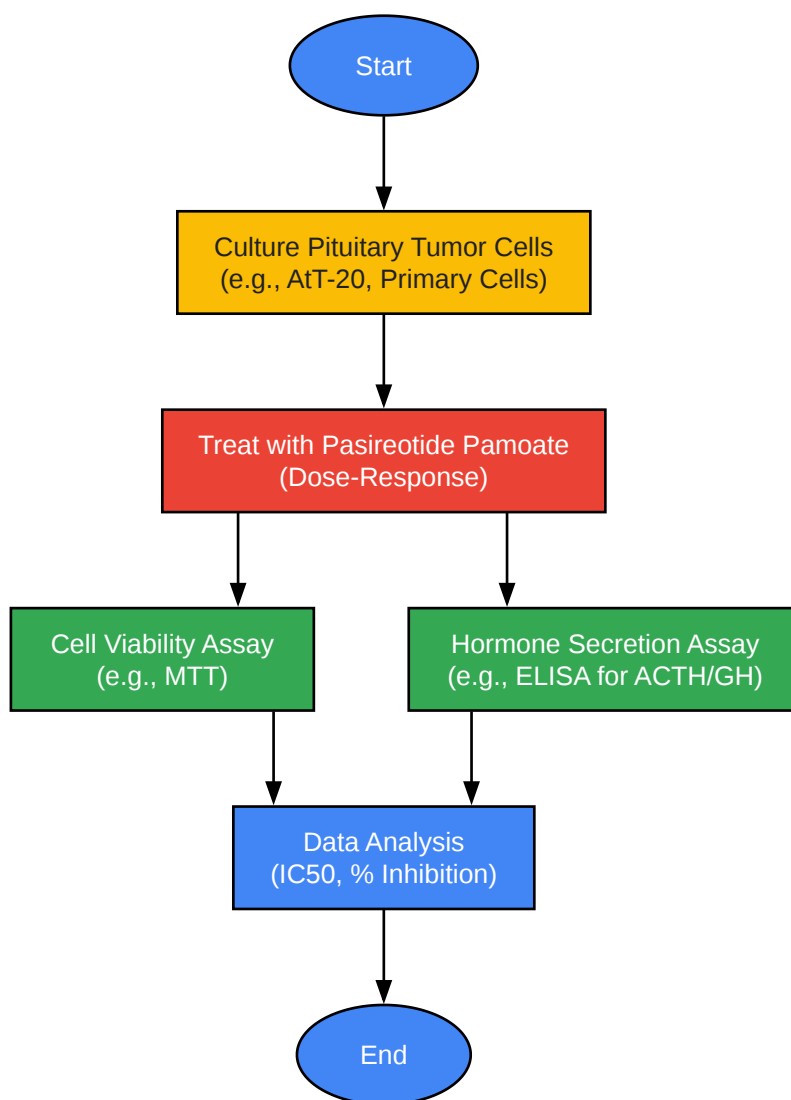 Start
Culture Pituitary Tumor Cells
(e.g., AtT-20, Primary Cells)
Treat with Pasireotide Pamoate
(Dose-Response)
Cell Viability Assay
(e.g., MTT)
Hormone Secretion Assay
(e.g., ELISA for ACTH/GH)
Data Analysis
(IC50, % Inhibition)
End